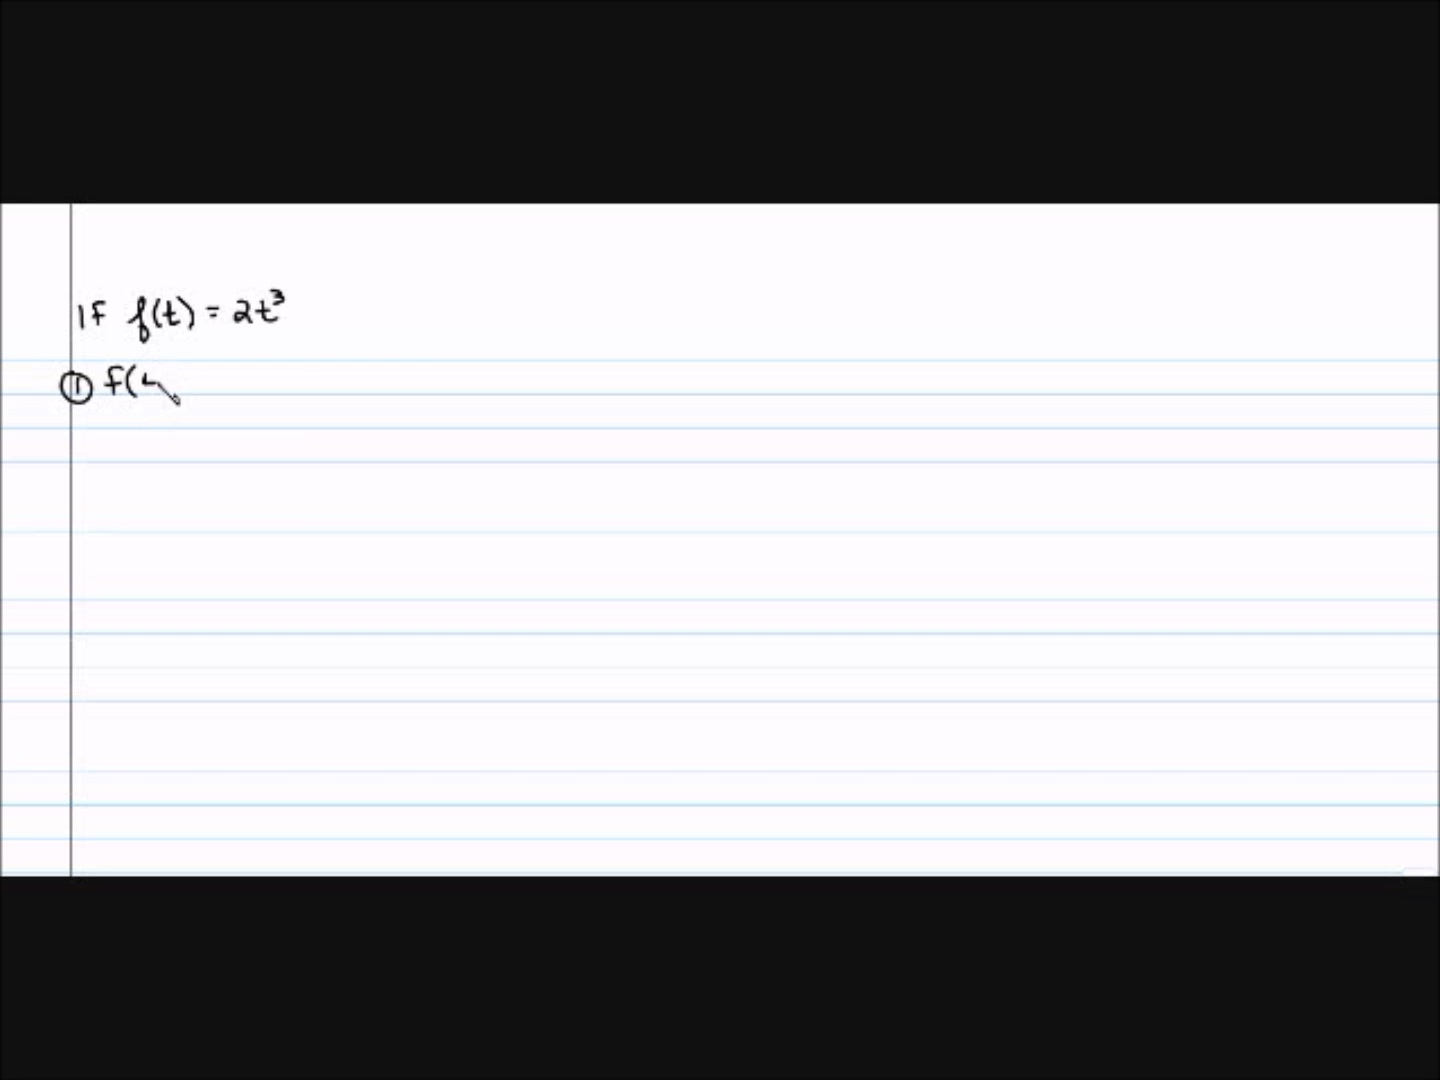 IF f(t) = 2t³
① f(